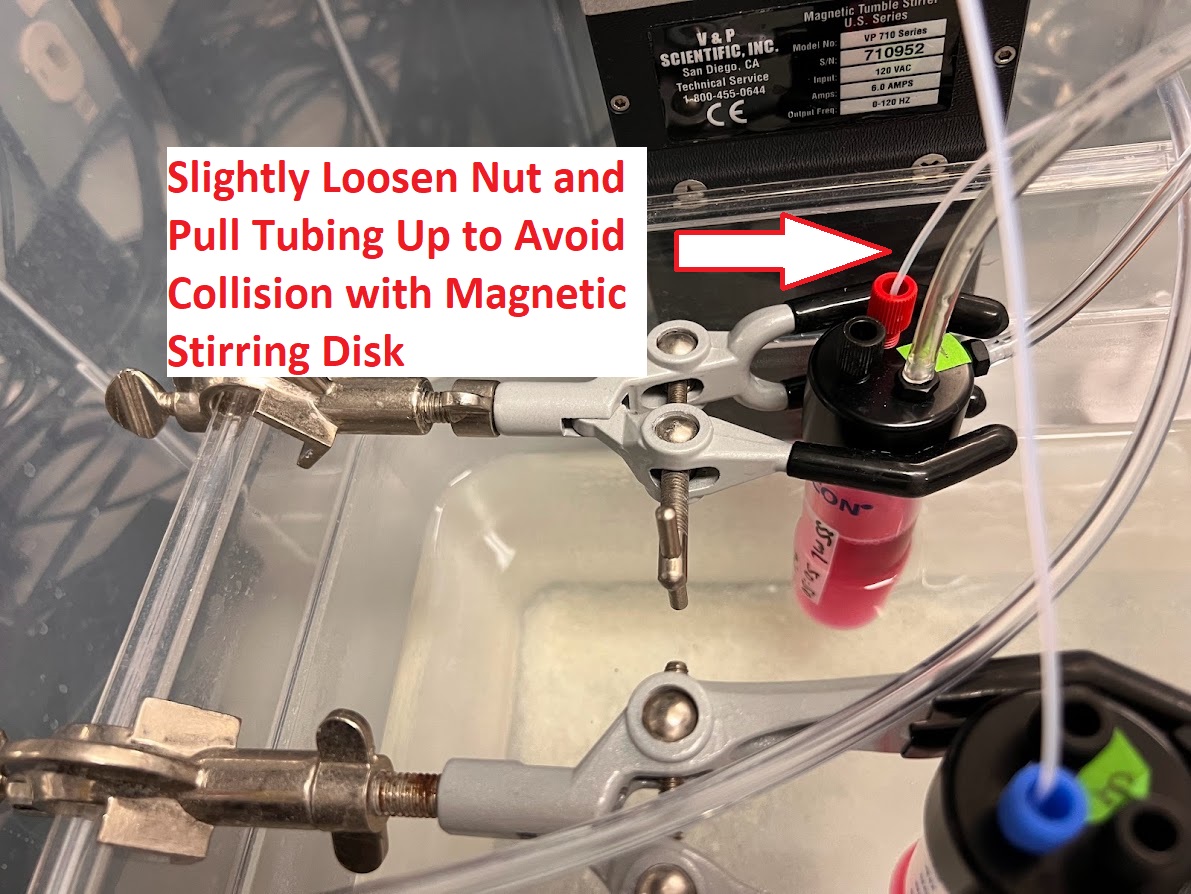 Magnetic Tumble Stirrer
U.S. Series
V & P
SCIENTIFIC, INC.
San Diego, CA
Technical Service
1-800-455-0644
CE
Model No: VP 710 Series
S/N: 710952
Input: 120 VAC
Amps: 6.0 AMPS
Output Freq: 0-120 HZ
Slightly Loosen Nut and
Pull Tubing Up to Avoid
Collision with Magnetic
Stirring Disk